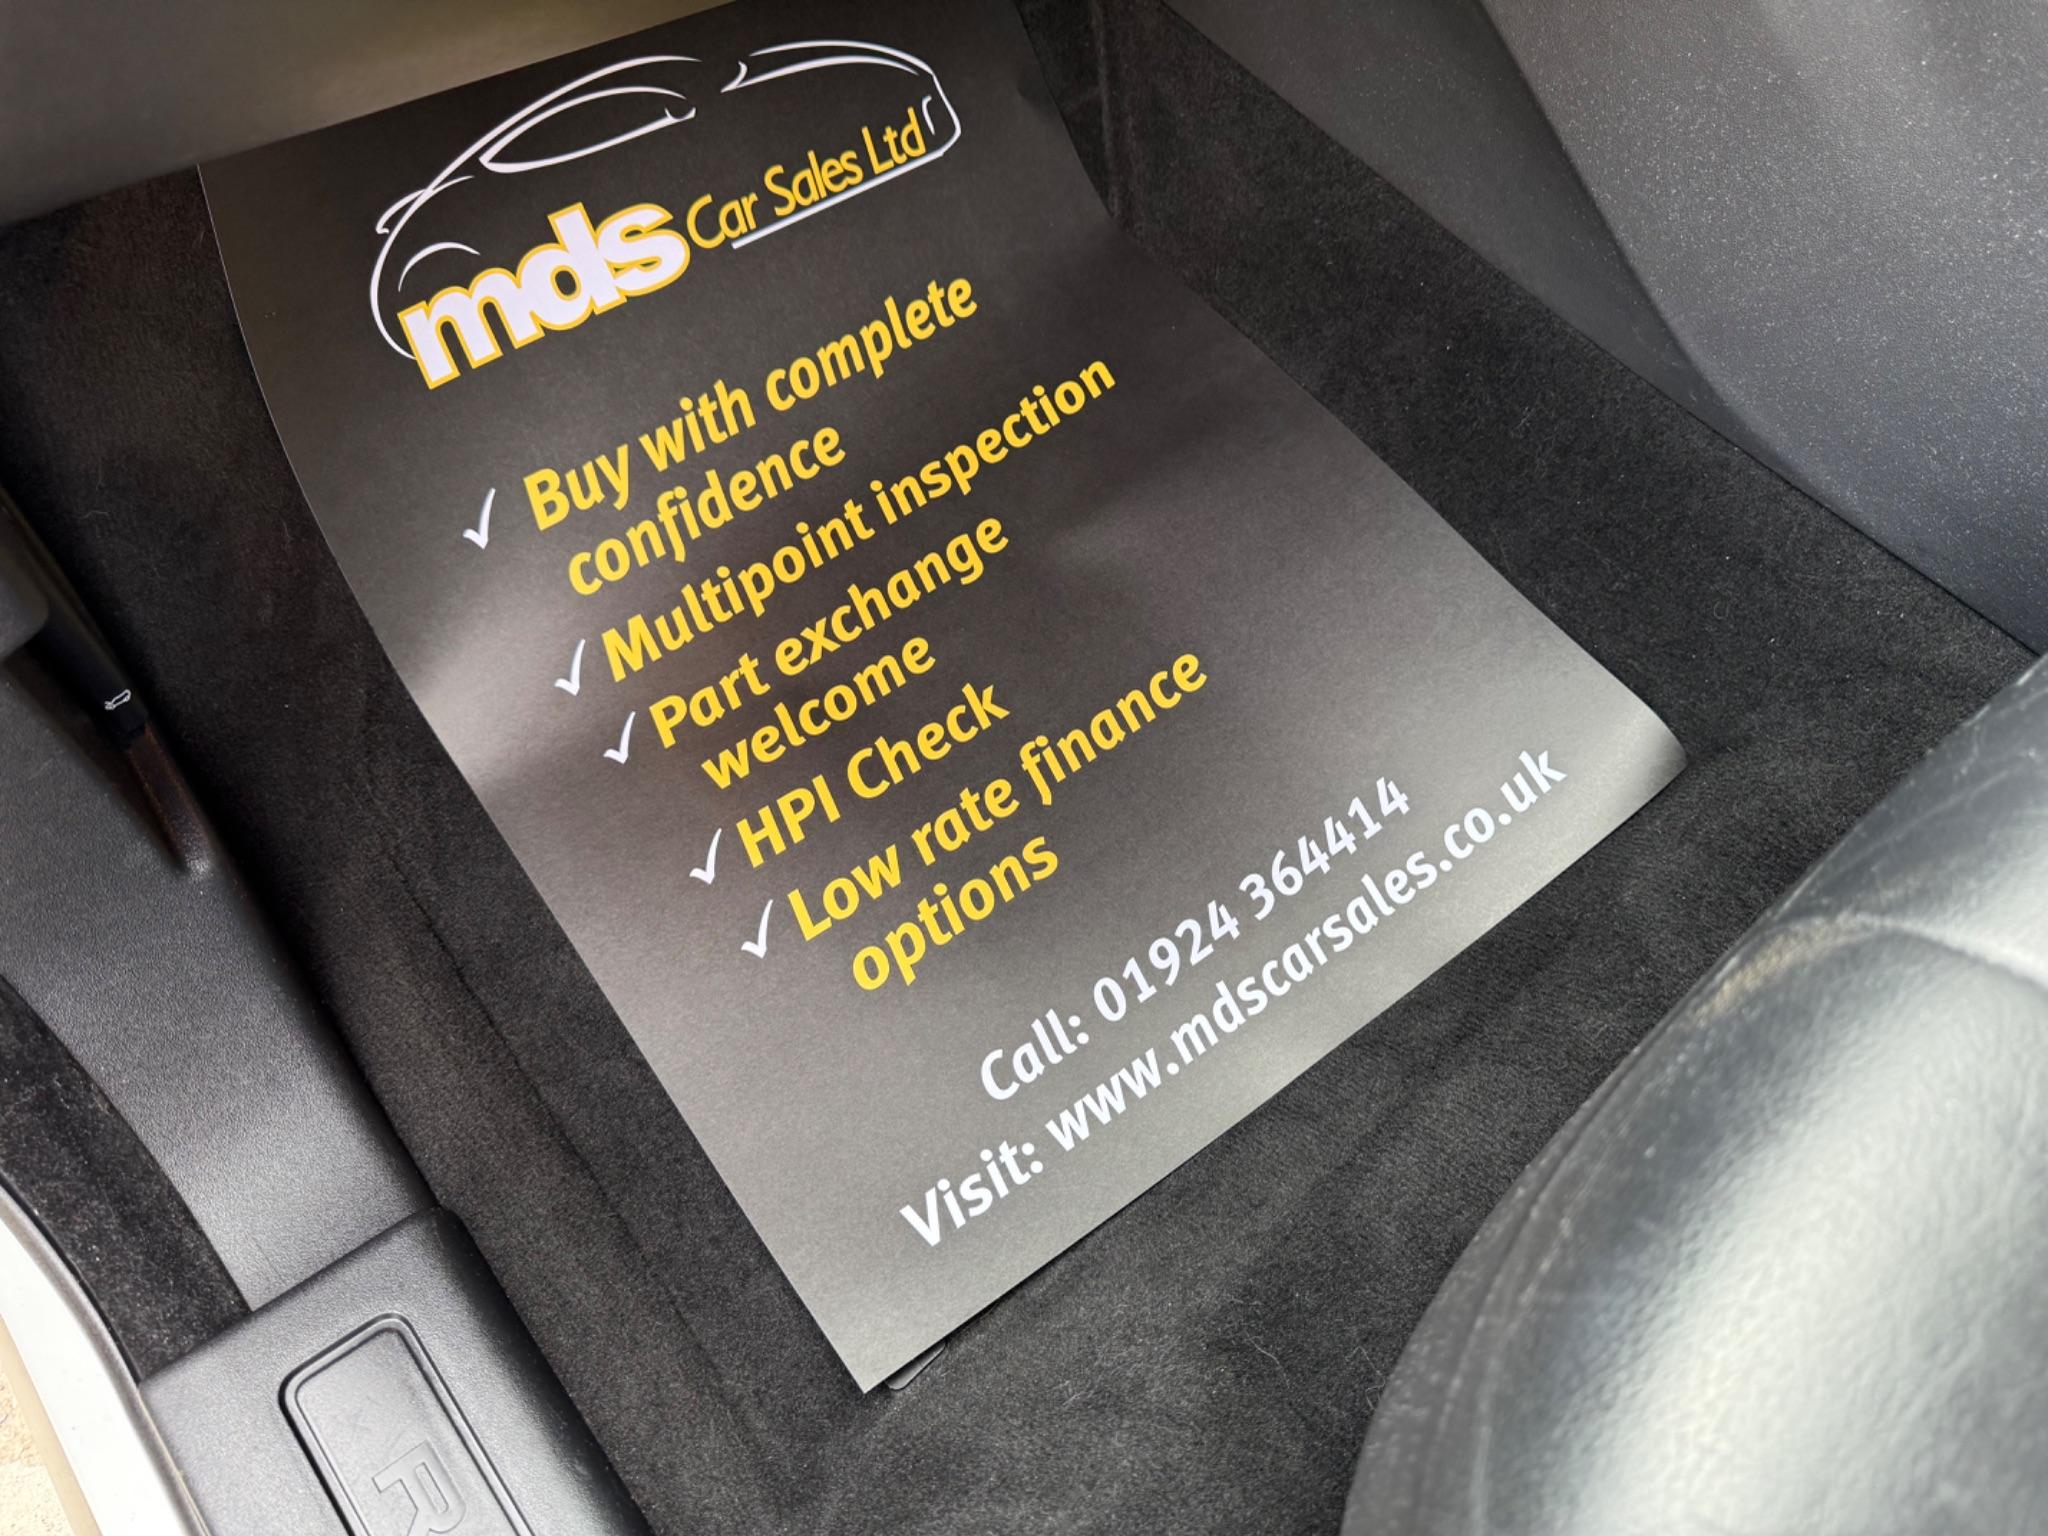 mds Car Sales Ltd
✓ Buy with complete
confidence
✓ Multipoint inspection
✓ Part exchange
welcome
✓ HPI Check
✓ Low rate finance
options
Call: 01924 364414
Visit: www.mdscarsales.co.uk
R